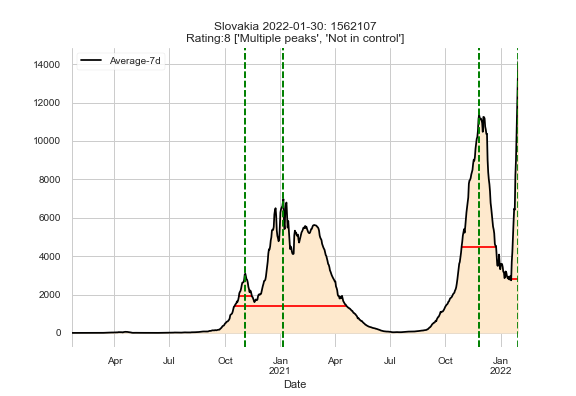 Slovakia 2022-01-30: 1562107
Rating:8 ['Multiple peaks', 'Not in control']
Average-7d
14000
12000
10000
8000
6000
4000
2000
0
Apr Jul Oct Jan Apr Jul Oct Jan
2021 2022
Date